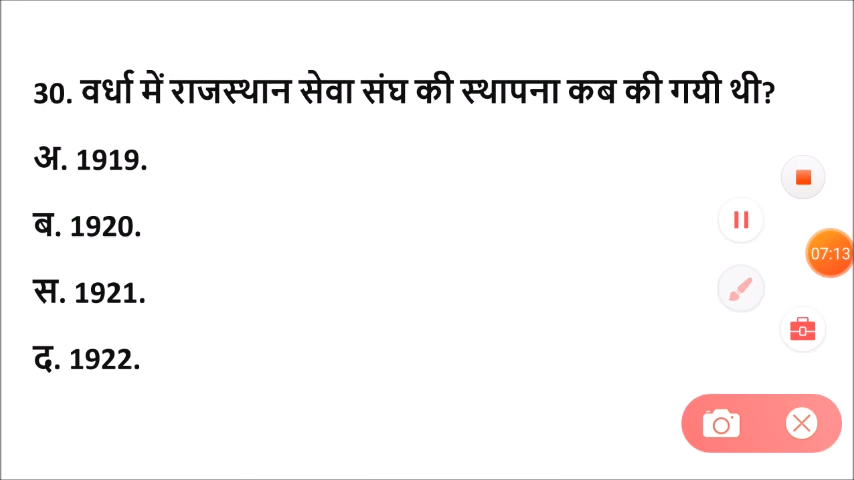 30. वर्धा में राजस्थान सेवा संघ की स्थापना कब की गयी थी?
अ. 1919.
ब. 1920.
स. 1921.
द. 1922.
07:13